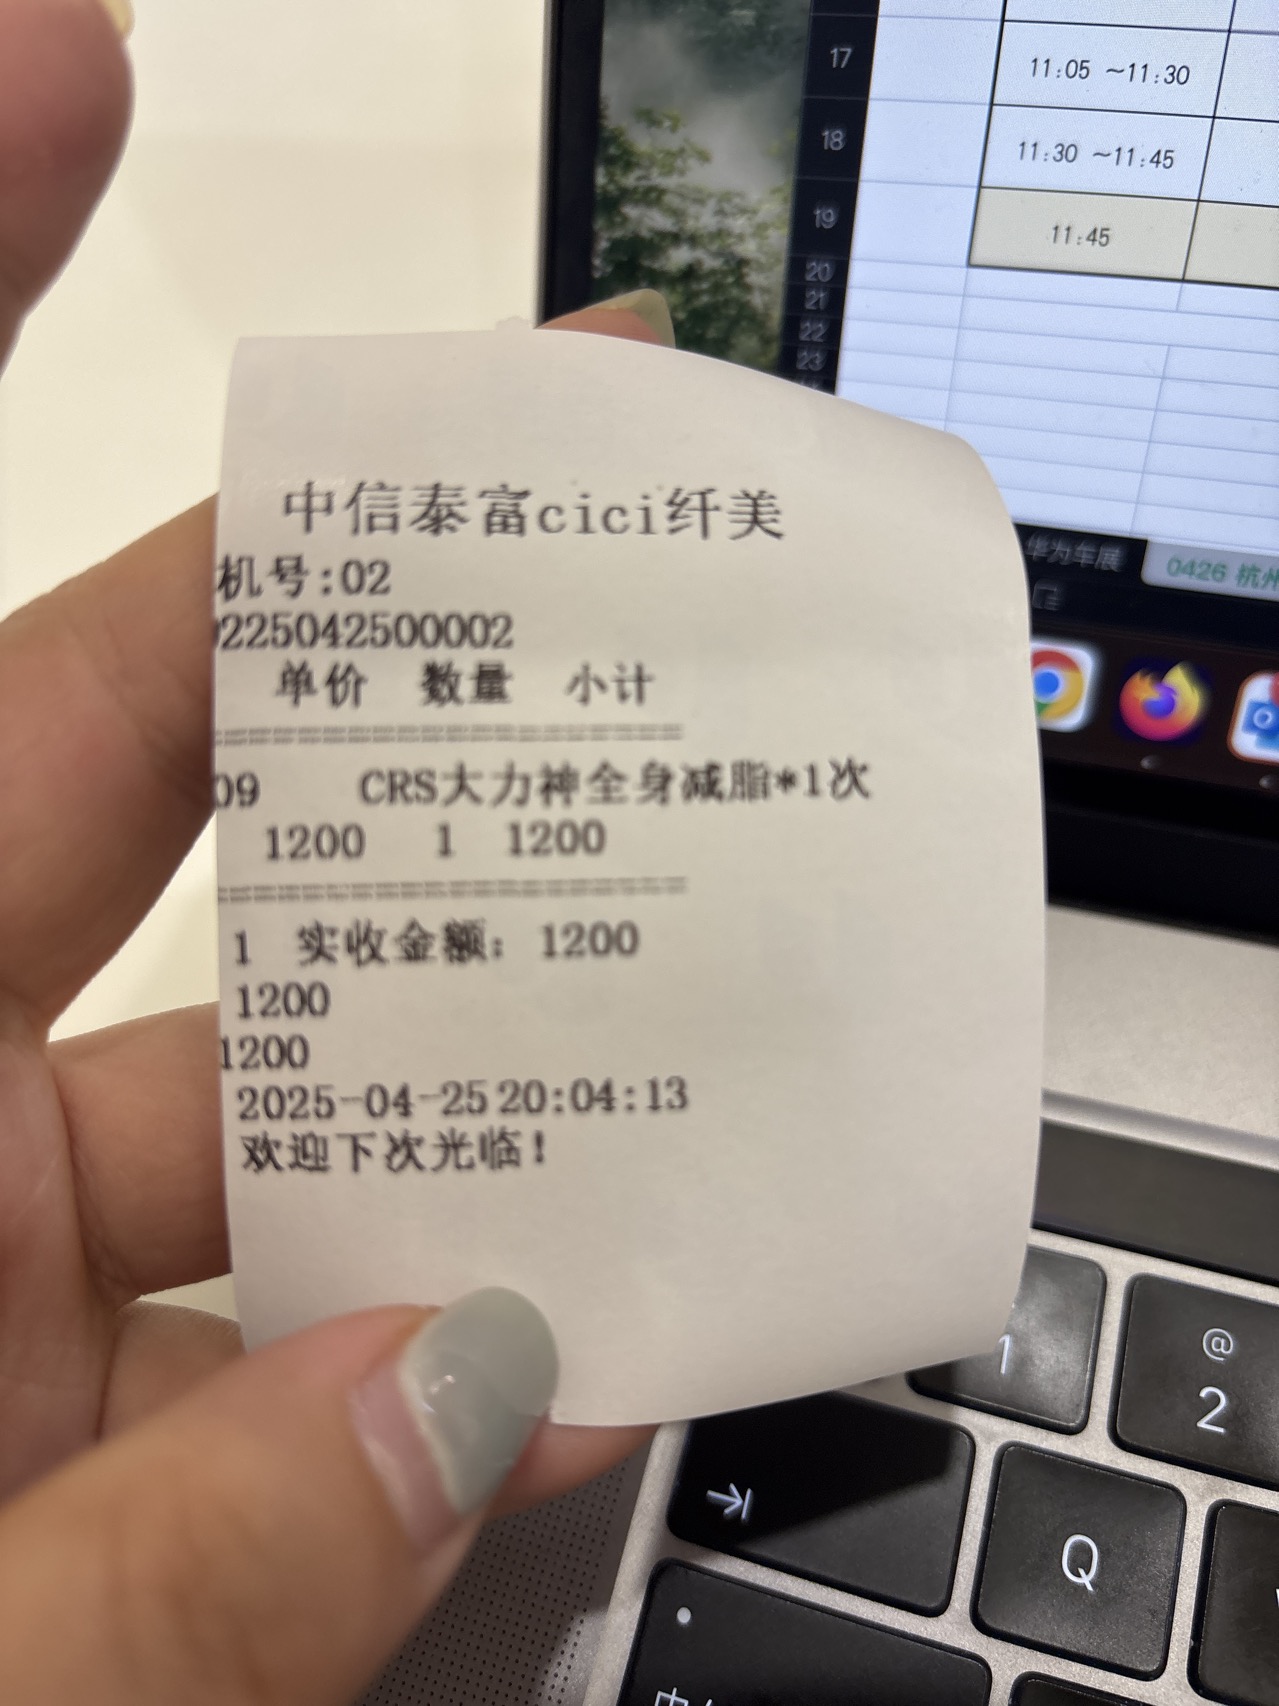 17
11:05 ~11:30
18
11:30 ~11:45
19
11:45
20
21
22
23
华为车展
0426 杭州
中信泰富cici纤美
机号:02
0225042500002
单价 数量 小计
09 CRS大力神全身减脂*1次
1200 1 1200
1 实收金额: 1200
1200
1200
2025-04-25 20:04:13
欢迎下次光临!
1
@
2
Q